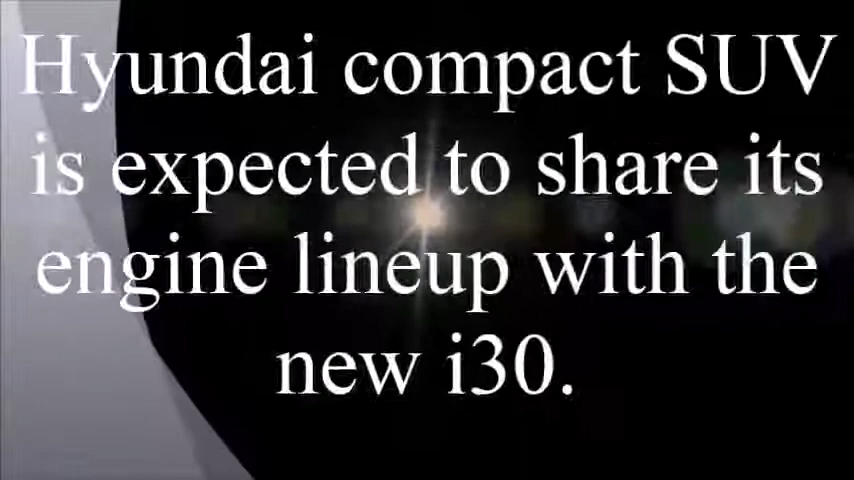 Hyundai compact SUV
is expected to share its
engine lineup with the
new i30.